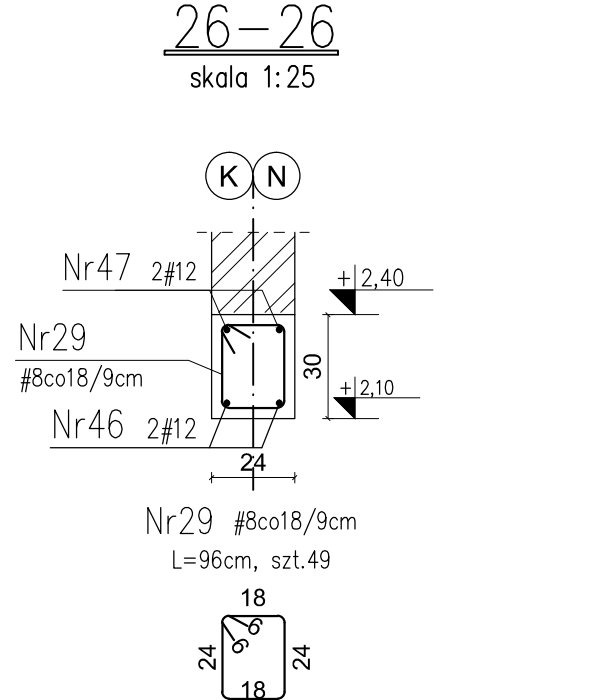 26-26
skala 1:25
K N
Nr47 2#12
+2,40
Nr29
#8co18/9cm
30
+2,10
Nr46 2#12
24
Nr29 #8co18/9cm
L=96cm, szt.49
18
6
6
24
24
18